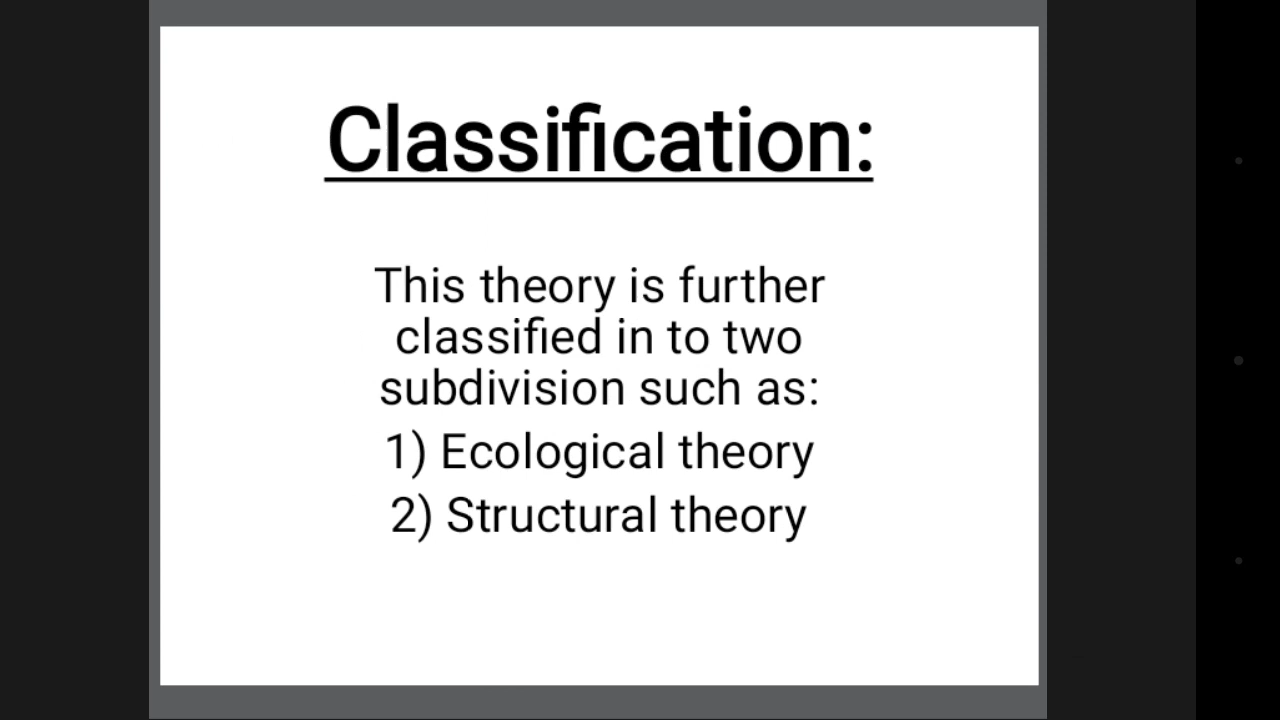 Classification:
This theory is further
classified in to two
subdivision such as:
1) Ecological theory
2) Structural theory